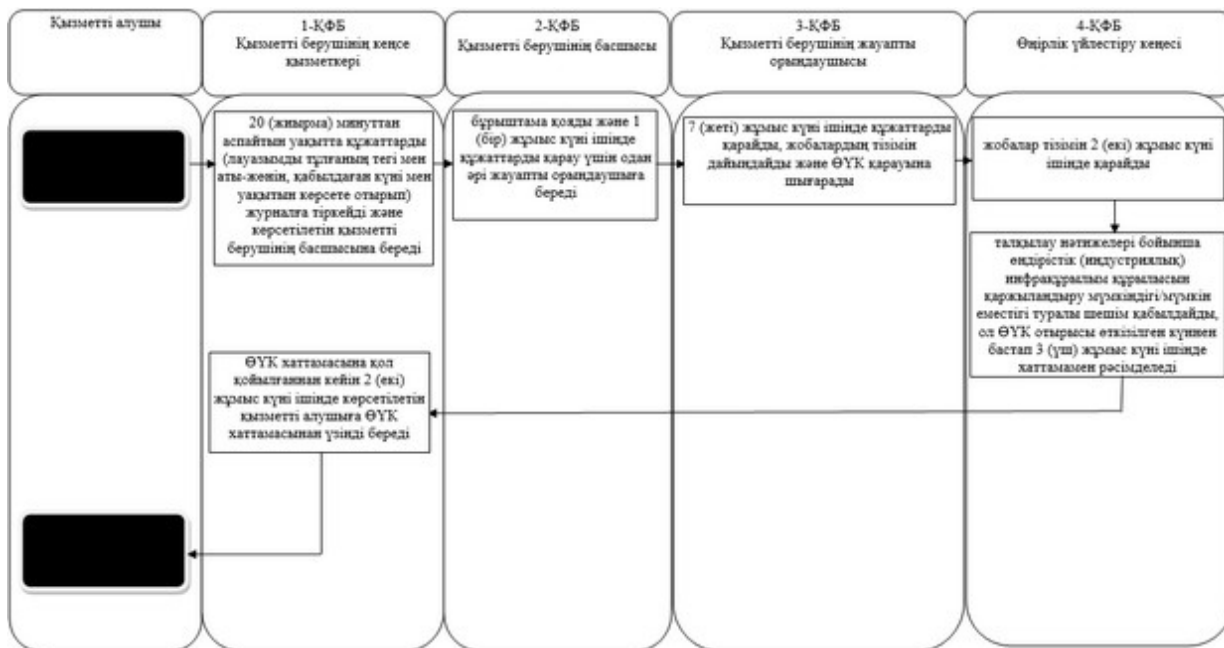 Қызметті алушы
1-ҚФБ
Қызметті берушінің кеңсе
қызметкері
2-ҚФБ
Қызметті берушінің басшысы
3-ҚФБ
Қызметті берушінің жауапты
орындаушысы
4-ҚФБ
Өңірлік үйлестіру кеңесі
20 (жиырма) минуттан
аспайтын уақытта құжаттарды
(лауазымды тұлғаның тегі мен
аты-женін, қабылдаған күні мен
уақытын керсете отырып)
журналға тіркейді және
керсетілетін қызметті
берушінің басшысына береді
бұрыштама қояды және 1
(бір) жұмыс күні ішінде
құжаттарды қарау үшін одан
әрі жауапты орындаушыға
береді
7 (жеті) жұмыс күні ішінде құжаттарды
қарайды, жобалардың тізімін
дайындайды және ӨҮК қарауына
шығарады
жобалар тізімін 2 (екі) жұмыс күні
ішінде қарайды
талқылау нәтижелері бойынша
өндірістік (индустриялық)
инфрақұрылым құрылысын
қаржыландыру мүмкіндігі/мүмкін
еместігі туралы шешім қабылдайды,
ол ӨҮК отырысы өткізілген күннен
бастап 3 (үш) жұмыс күні ішінде
хаттамамен рәсімделеді
ӨҮК хаттамасына қол
қойылғаннан кейін 2 (екі)
жұмыс күні ішінде керсетілетін
қызметті алушыға ӨҮК
хаттамасынан үзінді береді